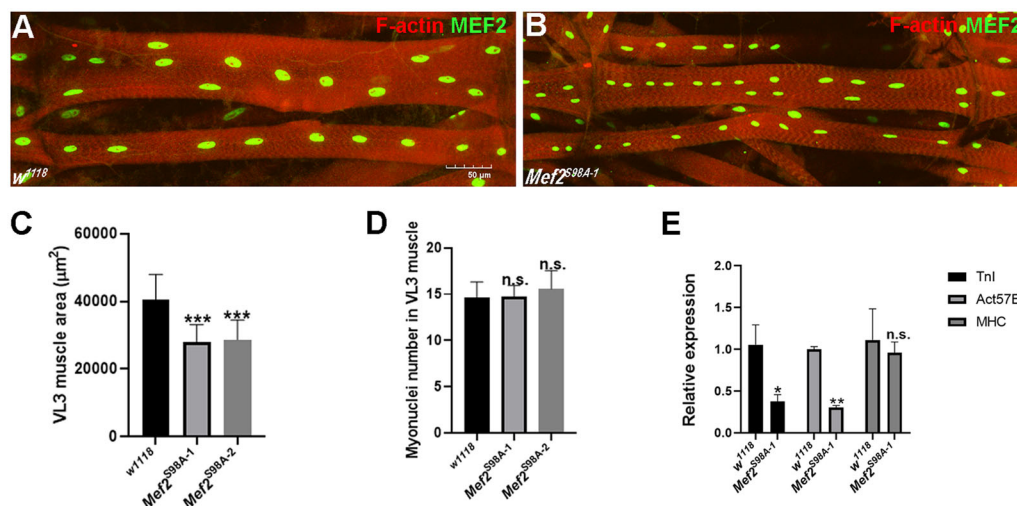 A
F-actin MEF2
w1118
50 µm
B
F-actin MEF2
Mef2S98A-1
C
VL3 muscle area (µm2)
60000
40000
20000
0
***
***
w1118
Mef2S98A-1
Mef2S98A-2
D
Myonuclei number in VL3 muscle
20
15
10
5
0
n.s.
n.s.
w1118
Mef2S98A-1
Mef2S98A-2
E
Relative expression
2.0
1.5
1.0
0.5
0.0
*
**
n.s.
w1118
Mef2S98A-1
w1118
Mef2S98A-1
w1118
Mef2S98A-1
TnI
Act57B
MHC